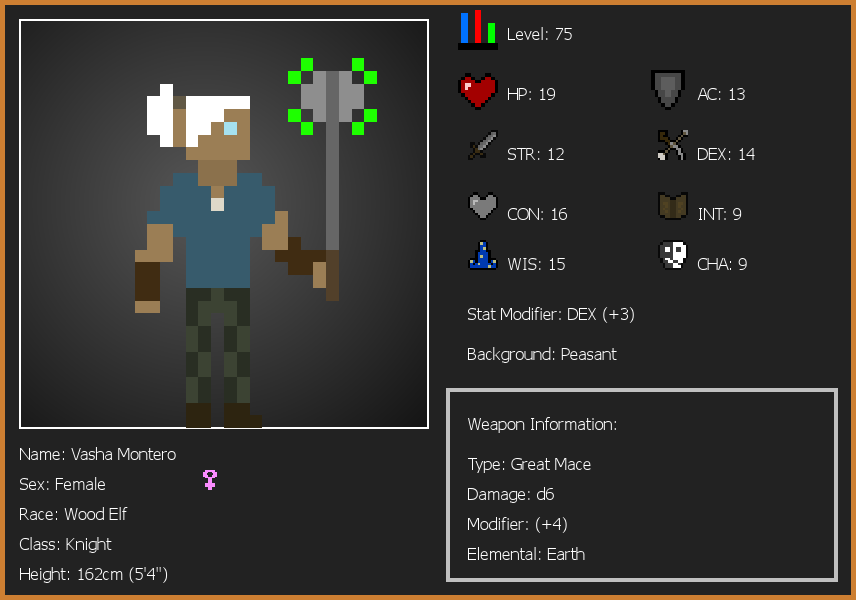 Level: 75
HP: 19
AC: 13
STR: 12
DEX: 14
CON: 16
INT: 9
WIS: 15
CHA: 9
Stat Modifier: DEX (+3)
Background: Peasant
Weapon Information:
Type: Great Mace
Damage: d6
Modifier: (+4)
Elemental: Earth
Name: Vasha Montero
Sex: Female
Race: Wood Elf
Class: Knight
Height: 162cm (5'4")